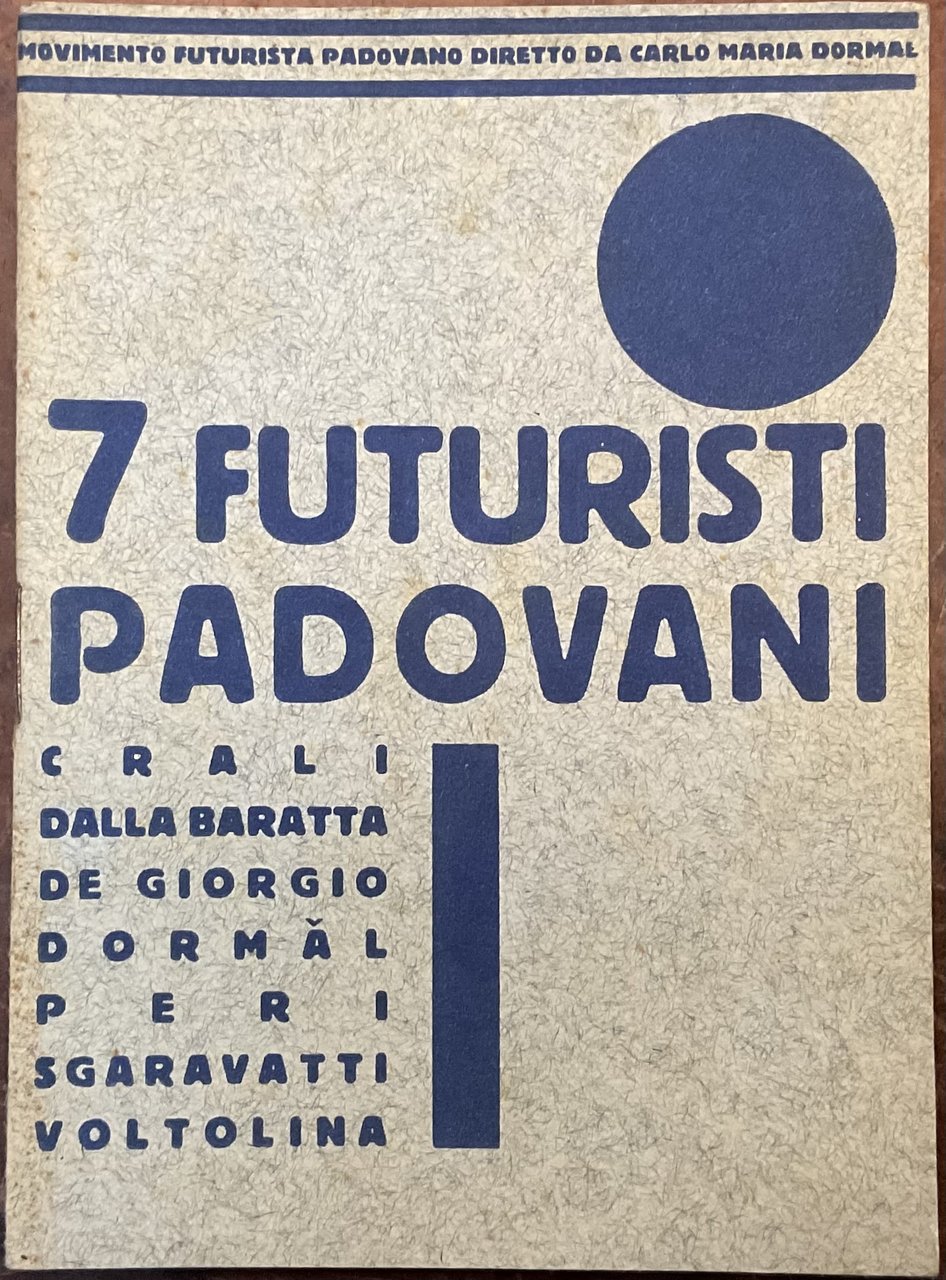 MOVIMENTO FUTURISTA PADOVANO DIRETTO DA CARLO MARIA DORMAL
7 FUTURISTI
PADOVANI
CRALI
DALLA BARATTA
DE GIORGIO
DORMǍL
PERI
SGARAVATTI
VOLTOLINA